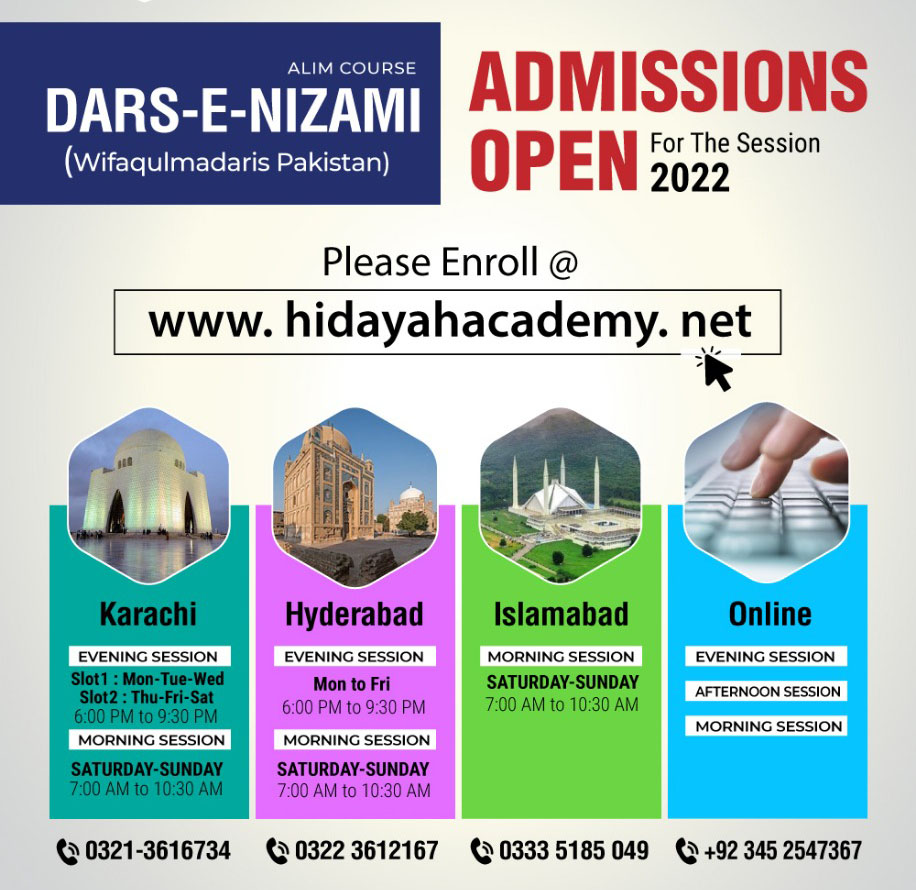 ALIM COURSE
DARS-E-NIZAMI
(Wifaqulmadaris Pakistan)
ADMISSIONS
OPEN For The Session
2022
Please Enroll @
www. hidayahacademy. net
Karachi
EVENING SESSION
Slot1 : Mon-Tue-Wed
Slot2 : Thu-Fri-Sat
6:00 PM to 9:30 PM
MORNING SESSION
SATURDAY-SUNDAY
7:00 AM to 10:30 AM
0321-3616734
Hyderabad
EVENING SESSION
Mon to Fri
6:00 PM to 9:30 PM
MORNING SESSION
SATURDAY-SUNDAY
7:00 AM to 10:30 AM
0322 3612167
Islamabad
MORNING SESSION
SATURDAY-SUNDAY
7:00 AM to 10:30 AM
0333 5185 049
Online
EVENING SESSION
AFTERNOON SESSION
MORNING SESSION
+92 345 2547367